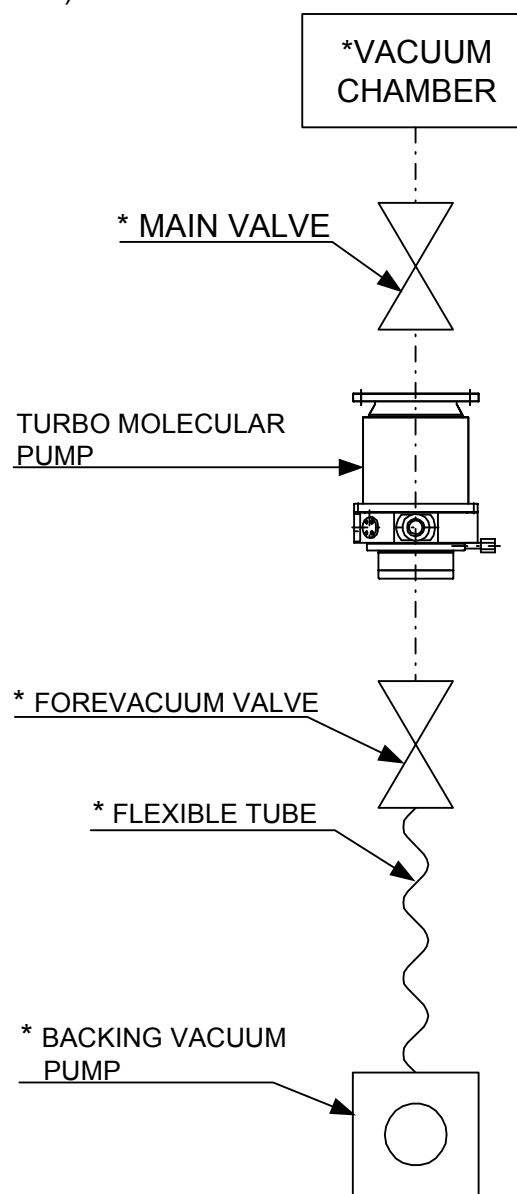 *VACUUM
CHAMBER
* MAIN VALVE
TURBO MOLECULAR
PUMP
* FOREVACUUM VALVE
* FLEXIBLE TUBE
* BACKING VACUUM
PUMP